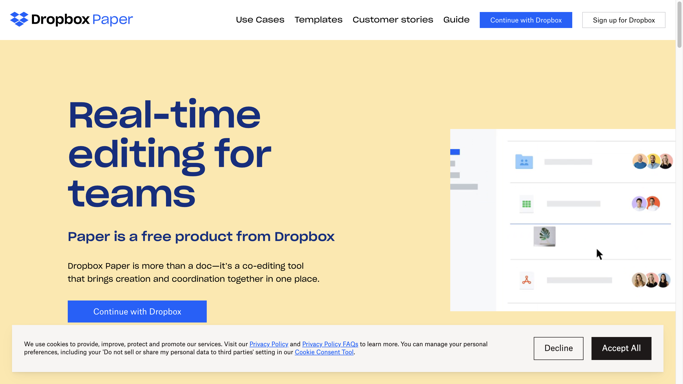 Dropbox Paper
Use Cases
Templates
Customer stories
Guide
Continue with Dropbox
Sign up for Dropbox
Real-time
editing for
teams
Paper is a free product from Dropbox
Dropbox Paper is more than a doc—it's a co-editing tool
that brings creation and coordination together in one place.
Continue with Dropbox
We use cookies to provide, improve, protect and promote our services. Visit our Privacy Policy and Privacy Policy FAQs to learn more. You can manage your personal
preferences, including your 'Do not sell or share my personal data to third parties' setting in our Cookie Consent Tool.
Decline
Accept All